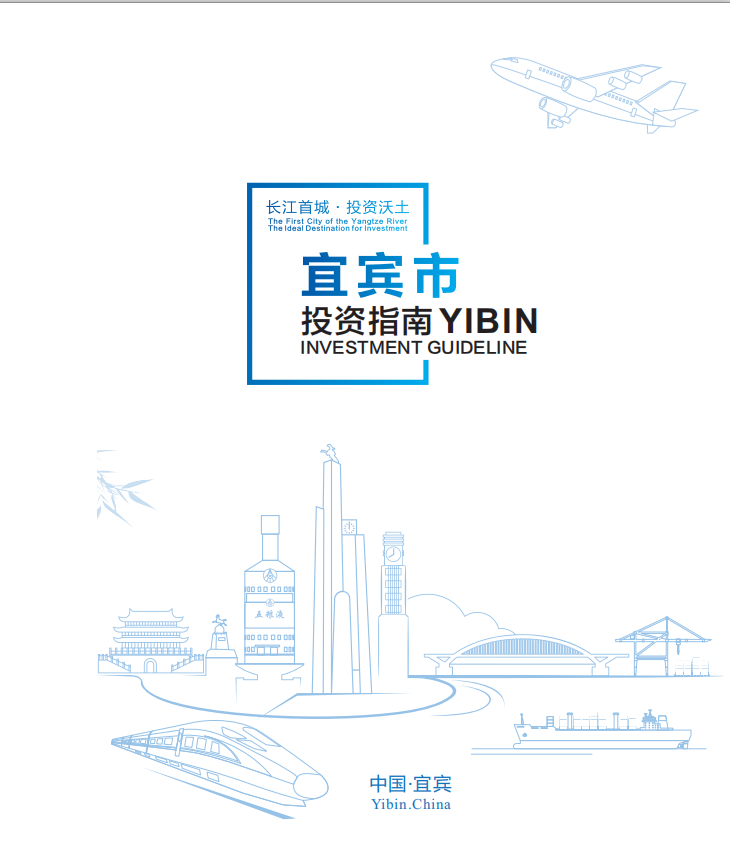 长江首城·投资沃土
The First City of the Yangtze River
The Ideal Destination for Investment
宜宾市
投资指南 YIBIN
INVESTMENT GUIDELINE
五粮液
中国·宜宾
Yibin.China